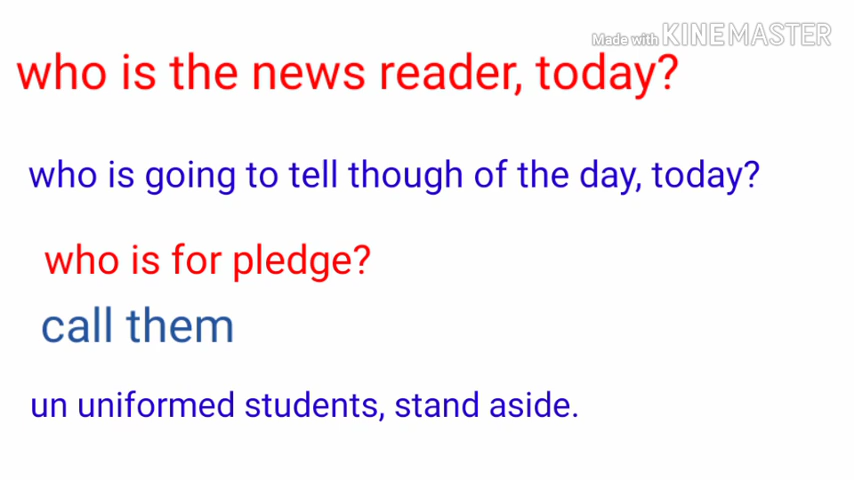 Made with KINEMASTER
who is the news reader, today?
who is going to tell though of the day, today?
who is for pledge?
call them
un uniformed students, stand aside.